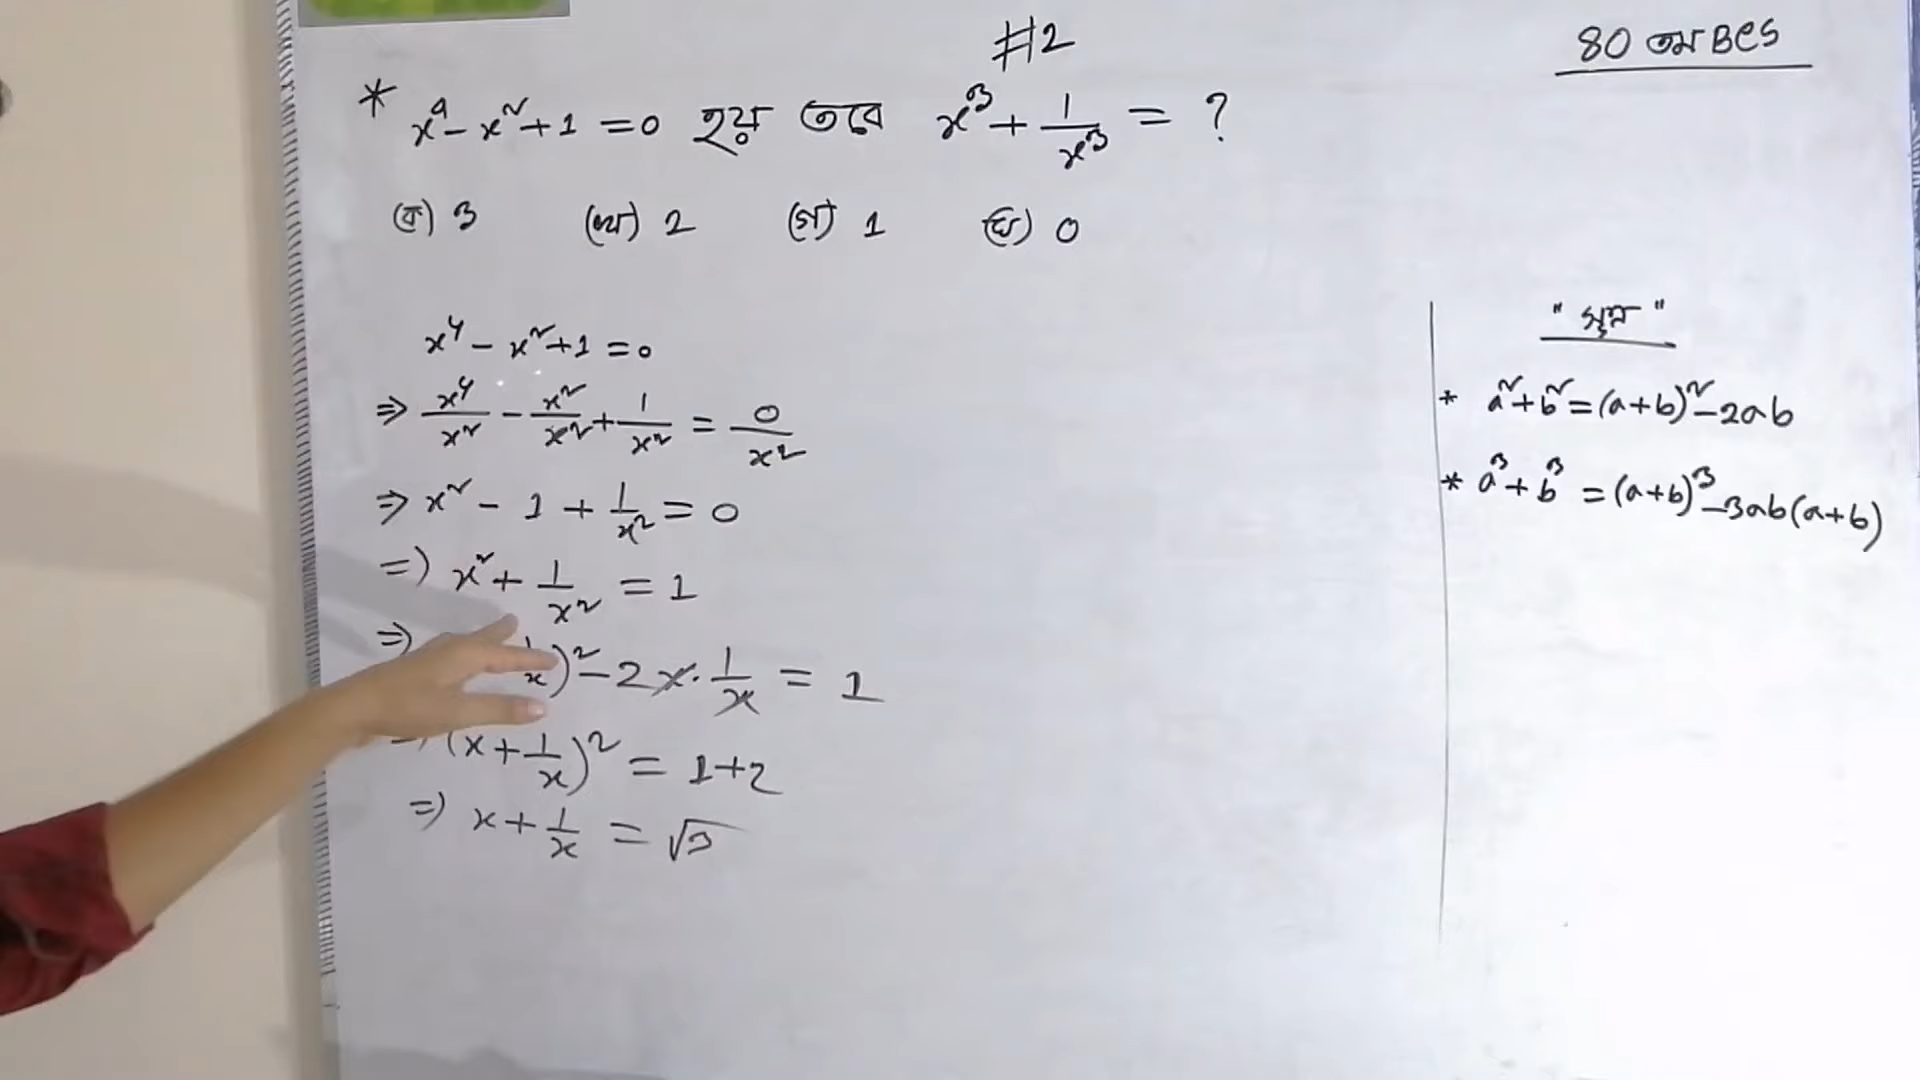 #2
80 তম BCS
* x⁴ - x² + 1 = 0 হয় তবে x³ + 1/x³ = ?
(ক) 3 (খ) 2 (গ) 1 (ঘ) 0
x⁴ - x² + 1 = 0
⇒ x⁴/x² - x²/x² + 1/x² = 0/x²
⇒ x² - 1 + 1/x² = 0
⇒ x² + 1/x² = 1
⇒ 1/x)² - 2x · 1/x = 1
⇒ (x + 1/x)² = 1+2
⇒ x + 1/x = √3
"সূত্র"
* a² + b² = (a+b)² - 2ab
* a³ + b³ = (a+b)³ - 3ab(a+b)